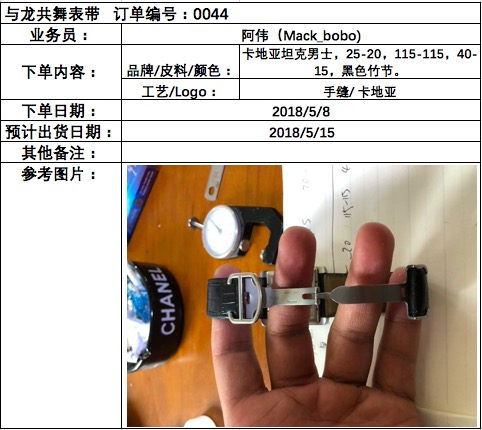 与龙共舞表带 订单编号：0044
业务员： 阿伟（Mack_bobo）
下单内容： 品牌/皮料/颜色： 卡地亚坦克男士，25-20，115-115，40-
15，黑色竹节。
工艺/Logo： 手缝/ 卡地亚
下单日期： 2018/5/8
预计出货日期： 2018/5/15
其他备注：
参考图片：
CHANEL
115-115
20